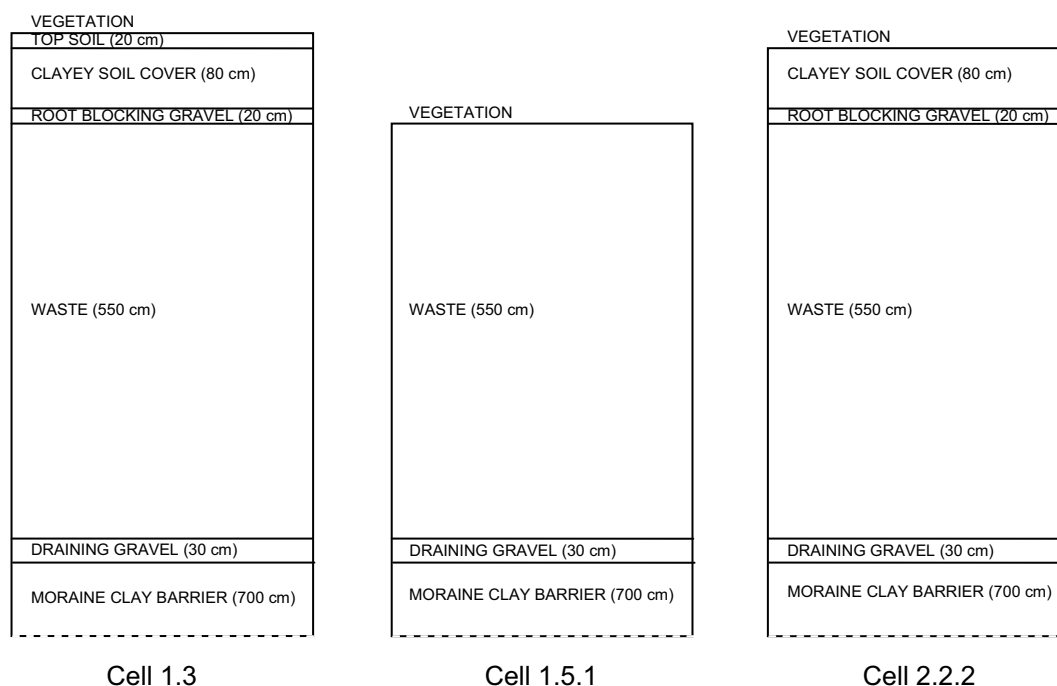 VEGETATION
TOP SOIL (20 cm)
CLAYEY SOIL COVER (80 cm)
ROOT BLOCKING GRAVEL (20 cm)
WASTE (550 cm)
DRAINING GRAVEL (30 cm)
MORAINE CLAY BARRIER (700 cm)
Cell 1.3
VEGETATION
WASTE (550 cm)
DRAINING GRAVEL (30 cm)
MORAINE CLAY BARRIER (700 cm)
Cell 1.5.1
VEGETATION
CLAYEY SOIL COVER (80 cm)
ROOT BLOCKING GRAVEL (20 cm)
WASTE (550 cm)
DRAINING GRAVEL (30 cm)
MORAINE CLAY BARRIER (700 cm)
Cell 2.2.2